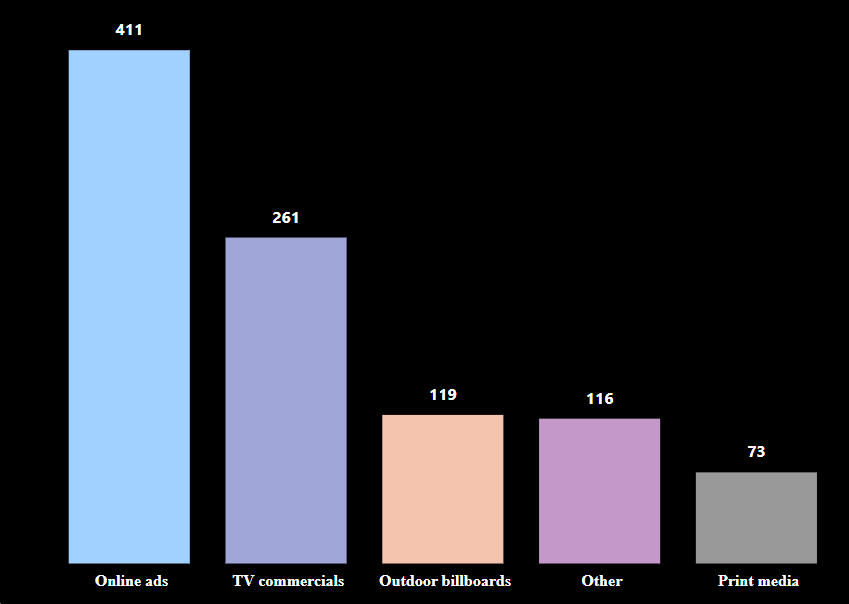 411
261
119
116
73
Online ads
TV commercials
Outdoor billboards
Other
Print media